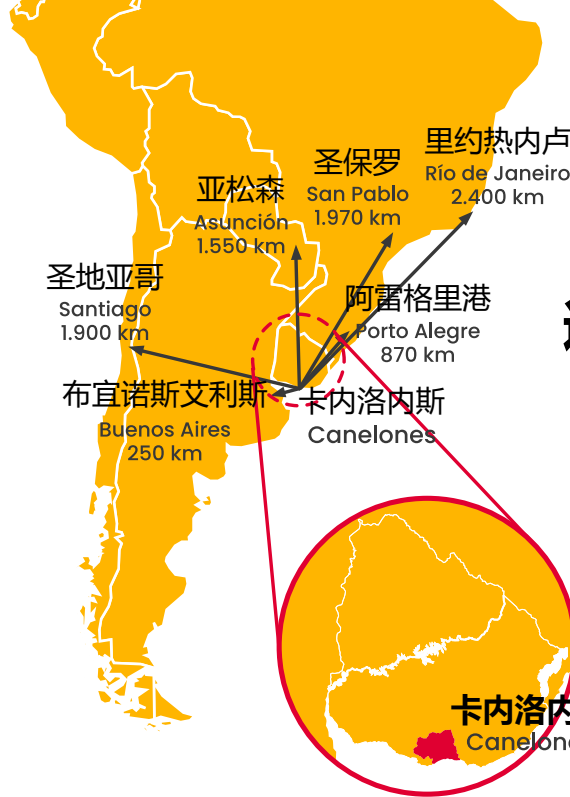 里约热内卢
Río de Janeiro
2.400 km
圣保罗
San Pablo
1.970 km
亚松森
Asunción
1.550 km
圣地亚哥
Santiago
1.900 km
阿雷格里港
Porto Alegre
870 km
布宜诺斯艾利斯
Buenos Aires
250 km
卡内洛内斯
Canelones
卡内洛内
Canelon